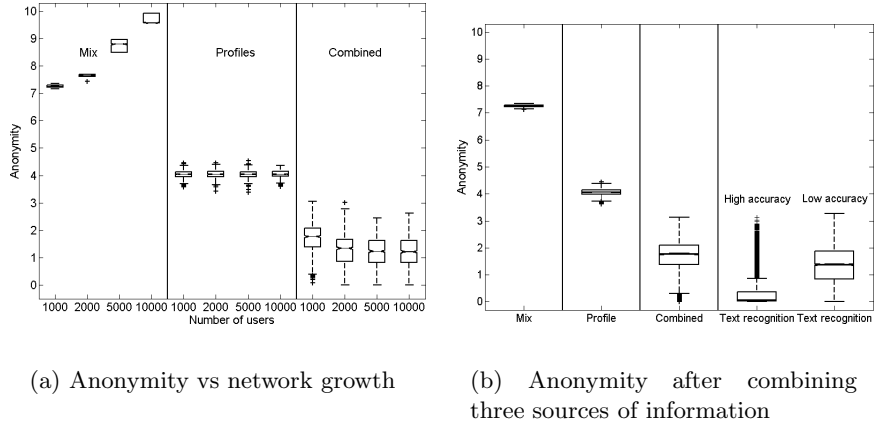 10
9
8
7
6
5
4
3
2
1
0
Anonymity
Mix
Profiles
Combined
1000 2000 5000 10000 1000 2000 5000 10000 1000 2000 5000 10000
Number of users
(a) Anonymity vs network growth
10
9
8
7
6
5
4
3
2
1
0
Anonymity
High accuracy
Low accuracy
Mix
Profile
Combined
Text recognition
Text recognition
(b) Anonymity after combining
three sources of information